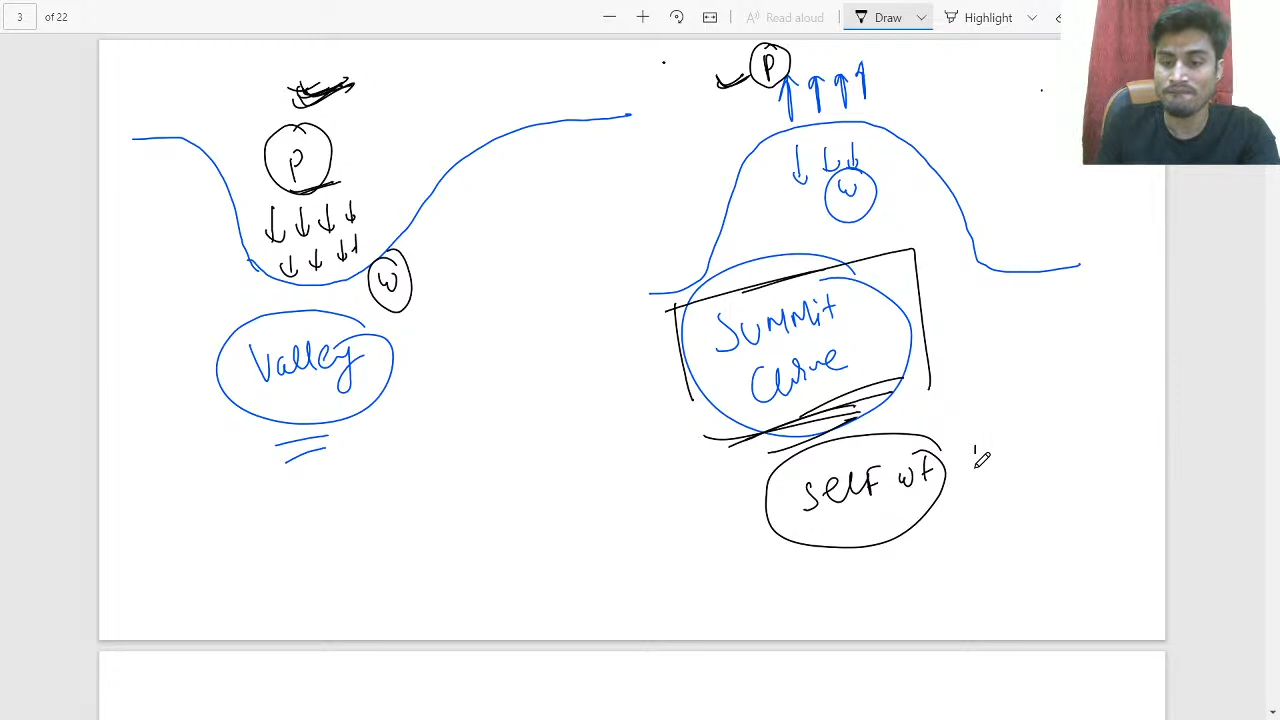 3 of 22
Read aloud
Draw
Highlight
P
P
W
W
Valley
Summit
Curve
self wt